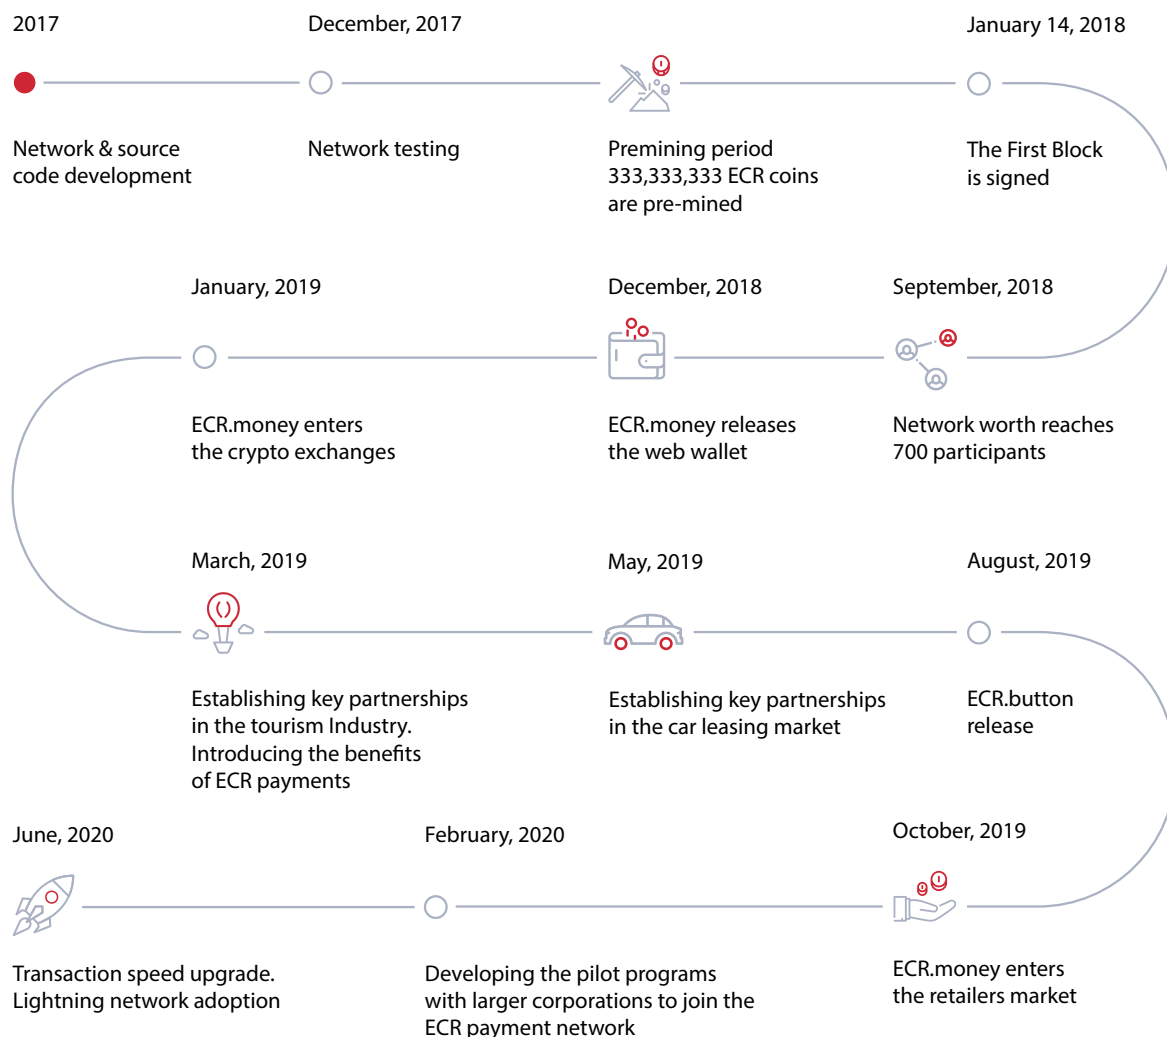 2017
Network & source
code development
December, 2017
Network testing
Premining period
333,333,333 ECR coins
are pre-mined
January 14, 2018
The First Block
is signed
September, 2018
Network worth reaches
700 participants
December, 2018
ECR.money releases
the web wallet
January, 2019
ECR.money enters
the crypto exchanges
March, 2019
Establishing key partnerships
in the tourism Industry.
Introducing the benefits
of ECR payments
May, 2019
Establishing key partnerships
in the car leasing market
August, 2019
ECR.button
release
October, 2019
ECR.money enters
the retailers market
February, 2020
Developing the pilot programs
with larger corporations to join the
ECR payment network
June, 2020
Transaction speed upgrade.
Lightning network adoption